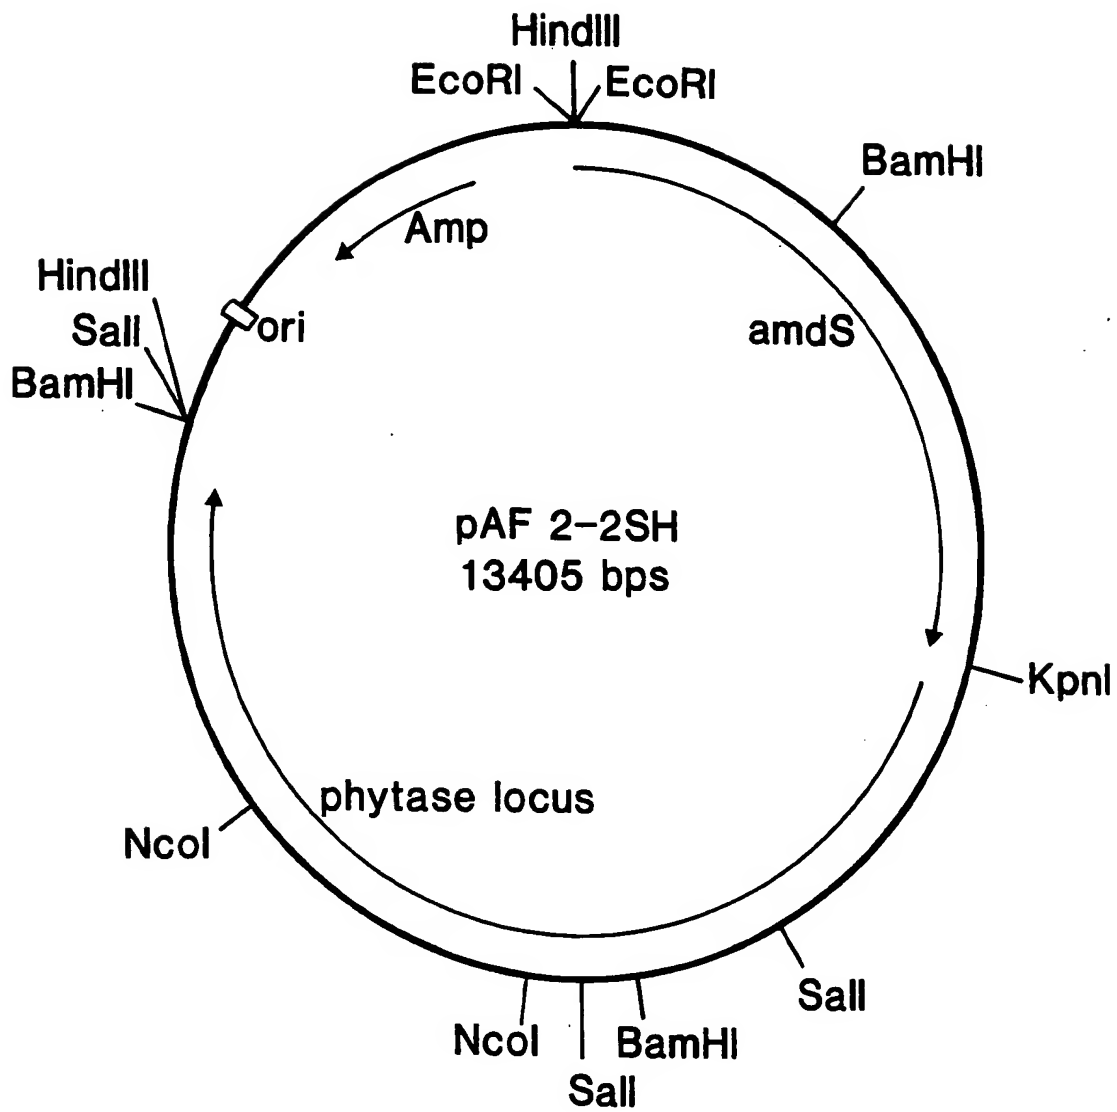 HindIII
EcoRI
EcoRI
BamHI
Amp
HindIII
SalI
BamHI
ori
amdS
pAF 2-2SH
13405 bps
KpnI
phytase locus
NcoI
SalI
NcoI
BamHI
SalI